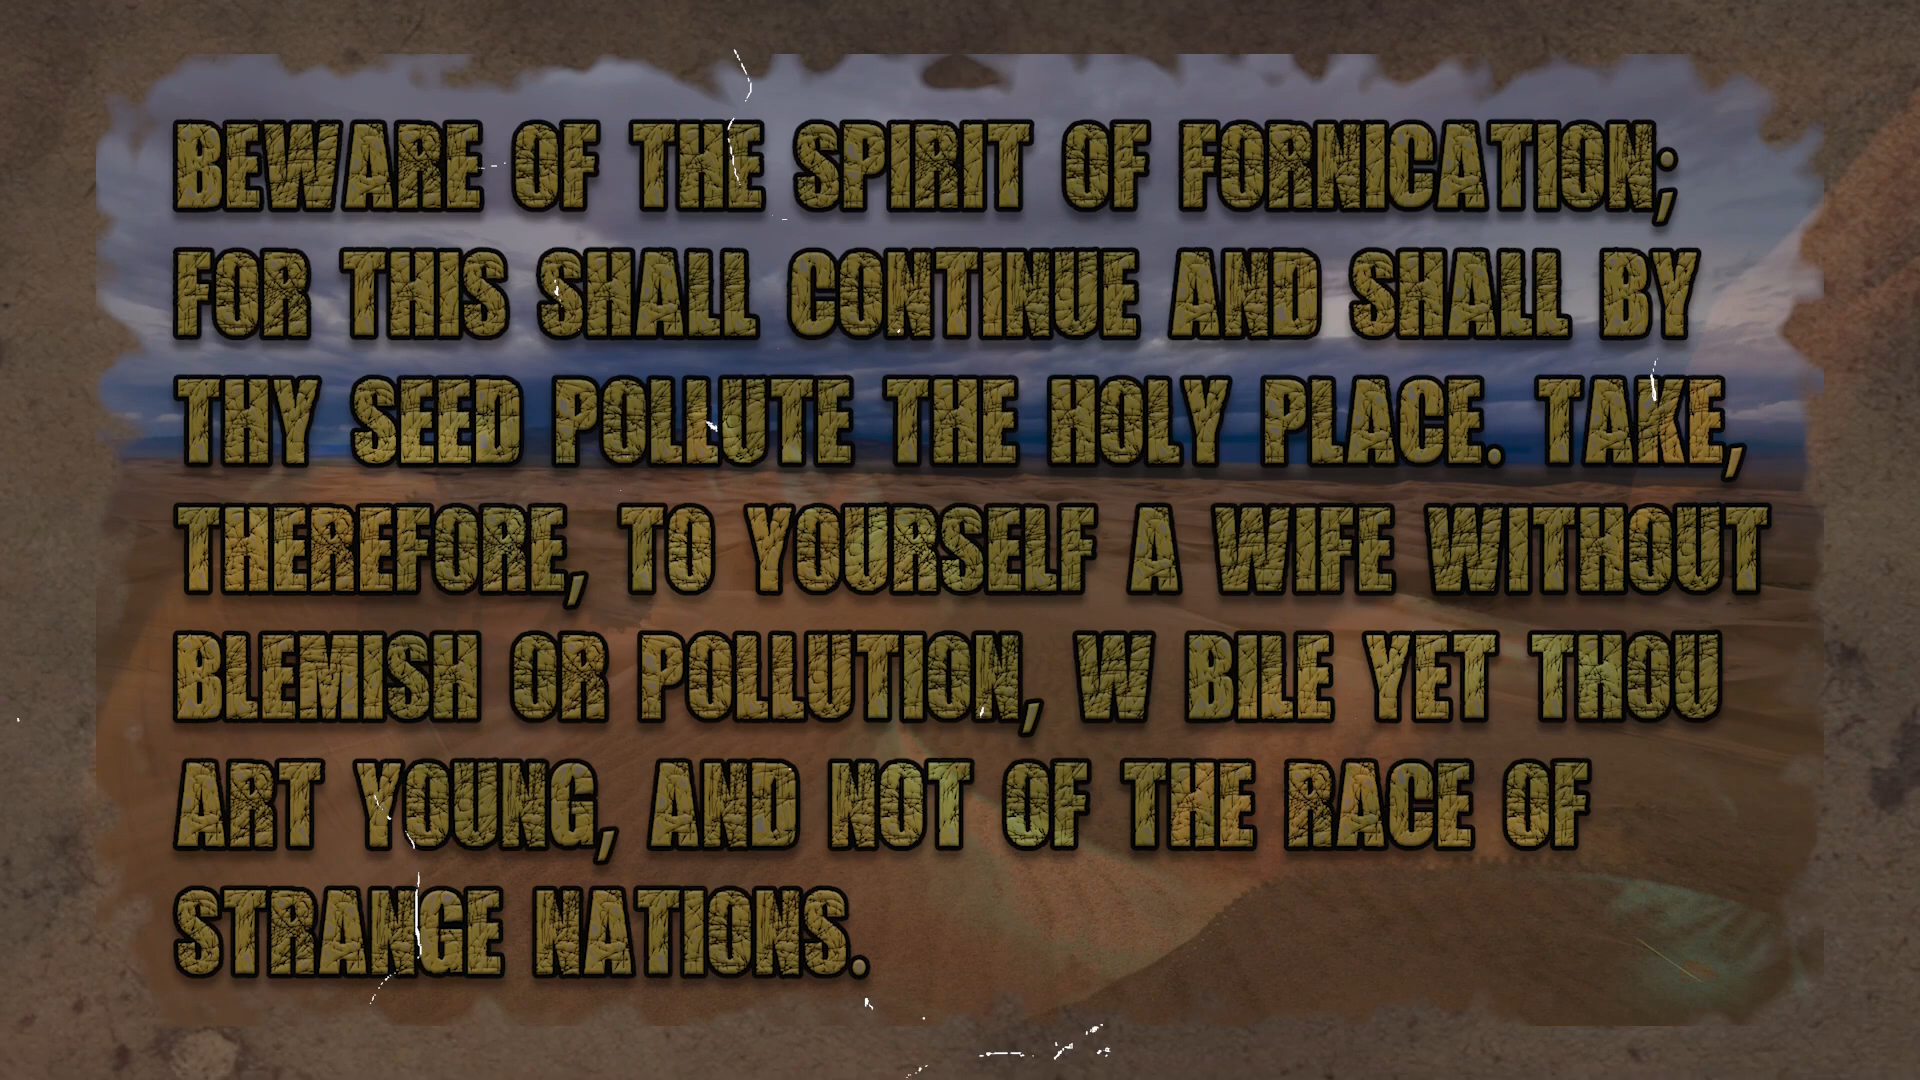 BEWARE OF THE SPIRIT OF FORNICATION;
FOR THIS SHALL CONTINUE AND SHALL BY
THY SEED POLLUTE THE HOLY PLACE. TAKE,
THEREFORE, TO YOURSELF A WIFE WITHOUT
BLEMISH OR POLLUTION, W BILE YET THOU
ART YOUNG, AND NOT OF THE RACE OF
STRANGE NATIONS.